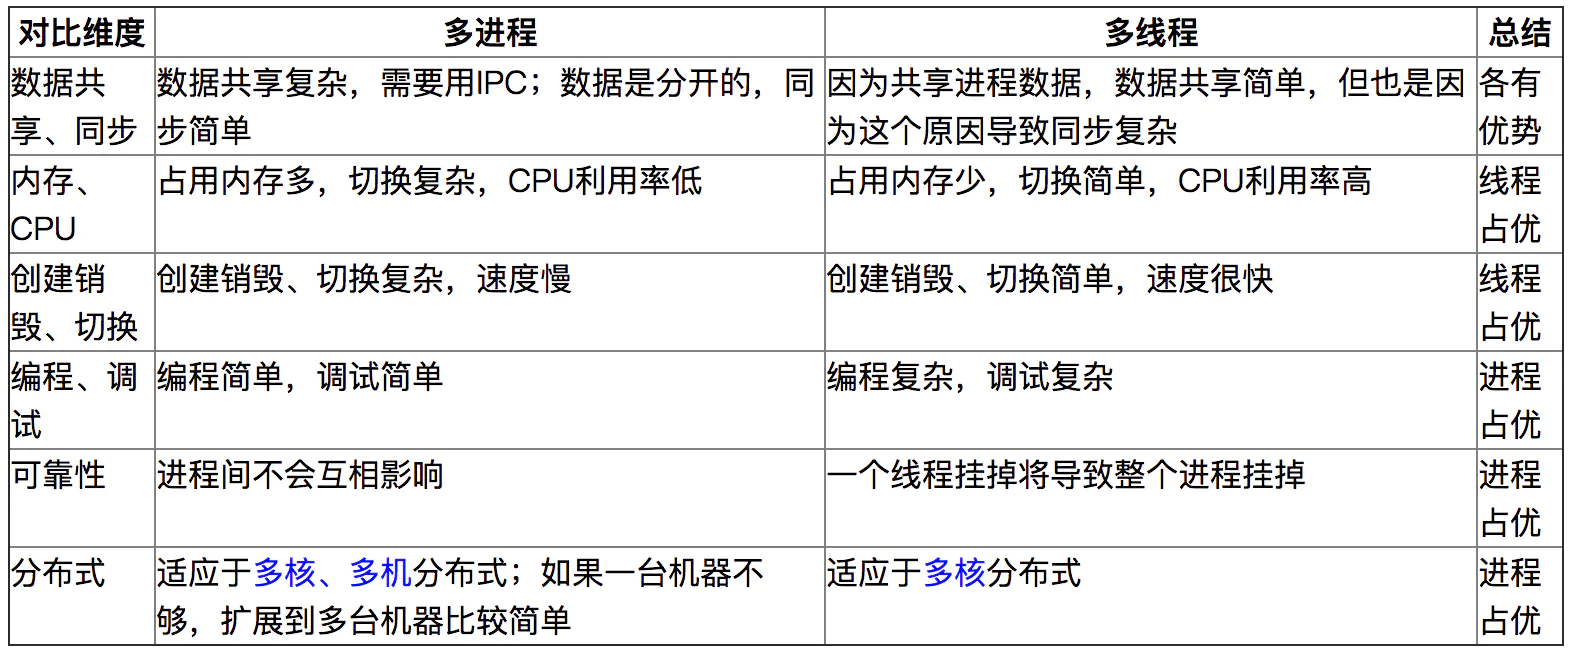 对比维度 多进程 多线程 总结
数据共 数据共享复杂，需要用IPC；数据是分开的，同 因为共享进程数据，数据共享简单，但也是因 各有
享、同步 步简单 为这个原因导致同步复杂 优势
内存、 占用内存多，切换复杂，CPU利用率低 占用内存少，切换简单，CPU利用率高 线程
CPU 占优
创建销 创建销毁、切换复杂，速度慢 创建销毁、切换简单，速度很快 线程
毁、切换 占优
编程、调 编程简单，调试简单 编程复杂，调试复杂 进程
试 占优
可靠性 进程间不会互相影响 一个线程挂掉将导致整个进程挂掉 进程
占优
分布式 适应于多核、多机分布式；如果一台机器不 适应于多核分布式 进程
够，扩展到多台机器比较简单 占优